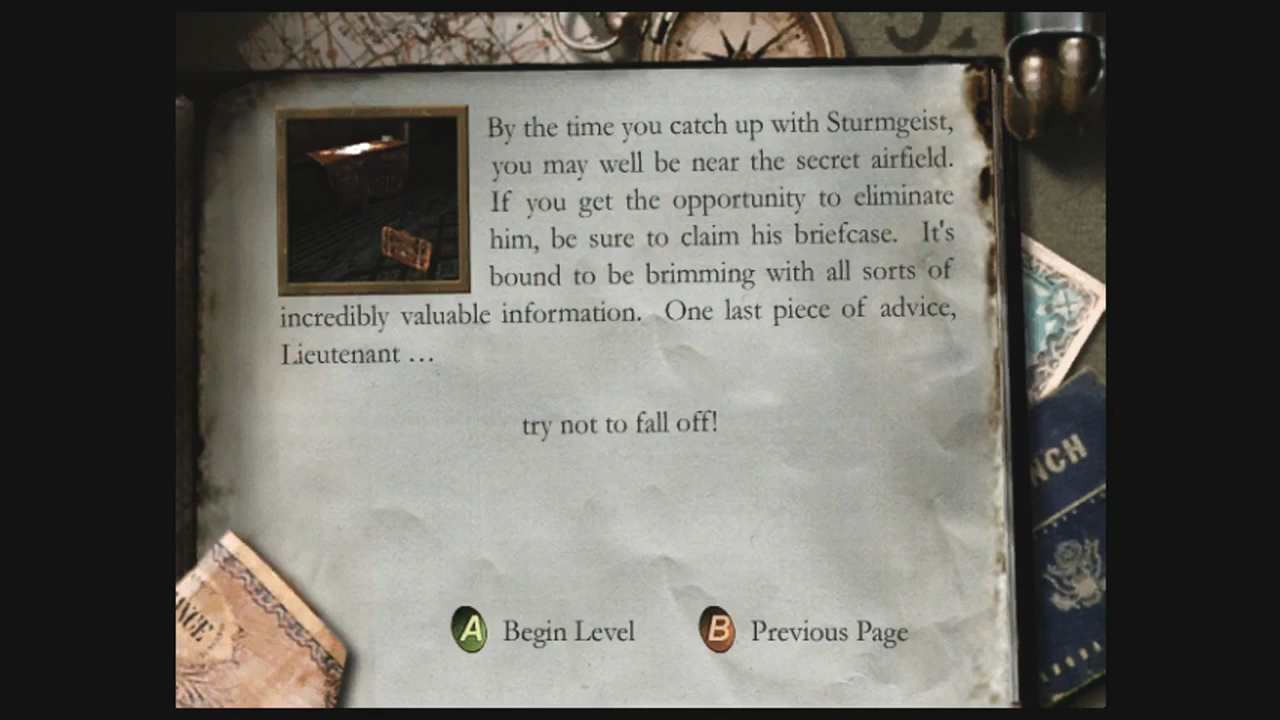 By the time you catch up with Sturmgeist,
you may well be near the secret airfield.
If you get the opportunity to eliminate
him, be sure to claim his briefcase. It's
bound to be brimming with all sorts of
incredibly valuable information. One last piece of advice,
Lieutenant ...
try not to fall off!
A Begin Level B Previous Page